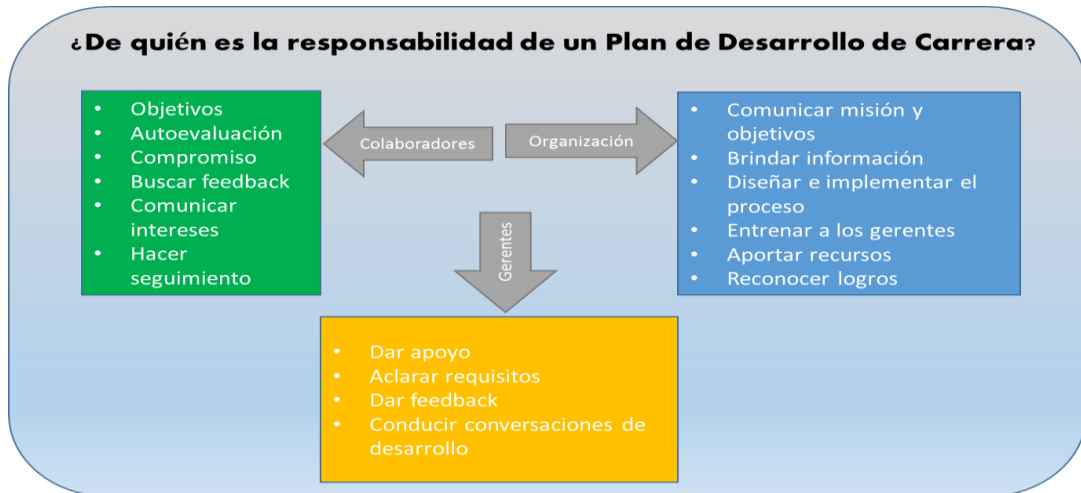 ¿De quién es la responsabilidad de un Plan de Desarrollo de Carrera?
• Objetivos
• Autoevaluación
• Compromiso
• Buscar feedback
• Comunicar
intereses
• Hacer
seguimiento
Colaboradores
Organización
• Comunicar misión y
objetivos
• Brindar información
• Diseñar e implementar el
proceso
• Entrenar a los gerentes
• Aportar recursos
• Reconocer logros
Gerentes
• Dar apoyo
• Aclarar requisitos
• Dar feedback
• Conducir conversaciones de
desarrollo